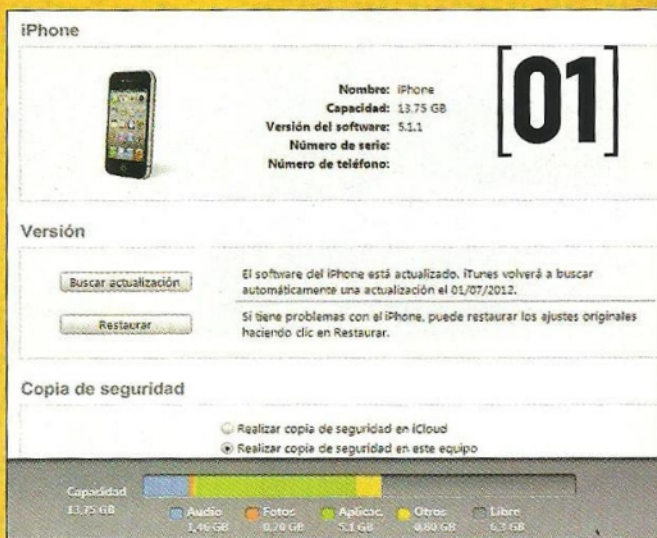 iPhone
[01]
Nombre: iPhone
Capacidad: 13,75 GB
Versión del software: 5.1.1
Número de serie:
Número de teléfono:
Versión
Buscar actualización
El software del iPhone está actualizado. iTunes volverá a buscar
automáticamente una actualización el 01/07/2012.
Restaurar
Si tiene problemas con el iPhone, puede restaurar los ajustes originales
haciendo clic en Restaurar.
Copia de seguridad
Realizar copia de seguridad en iCloud
Realizar copia de seguridad en este equipo
Capacidad
13,75 GB
Audio
1,46 GB
Fotos
0,20 GB
Aplicac.
5,1 GB
Otros
0,80 GB
Libre
6,3 GB